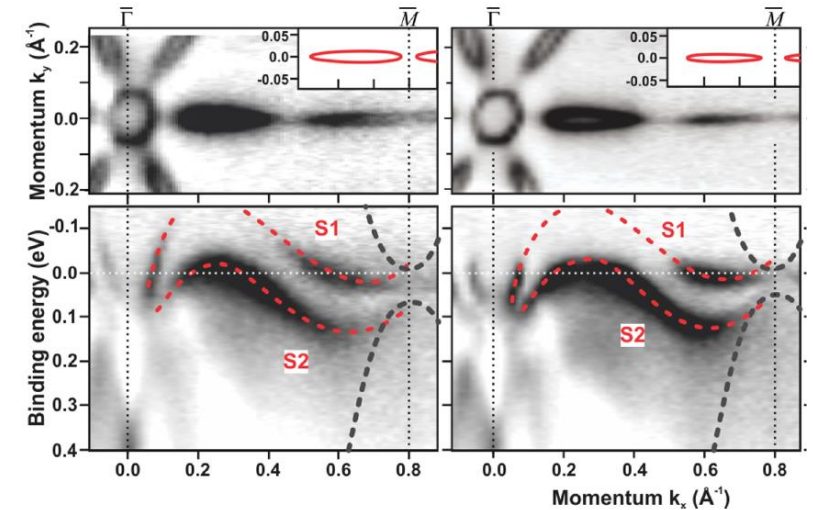 Γ̅ M̅ Γ̅ M̅
0.05 0.05
0.2 0.0 0.0
-0.05 -0.05
Momentum ky (Å⁻¹)
0.0
-0.2
Binding energy (eV)
-0.1
S1 S1
0.0
0.1
S2 S2
0.2
0.3
0.4
0.0 0.2 0.4 0.6 0.8 0.0 0.2 0.4 0.6 0.8
Momentum kx (Å⁻¹)